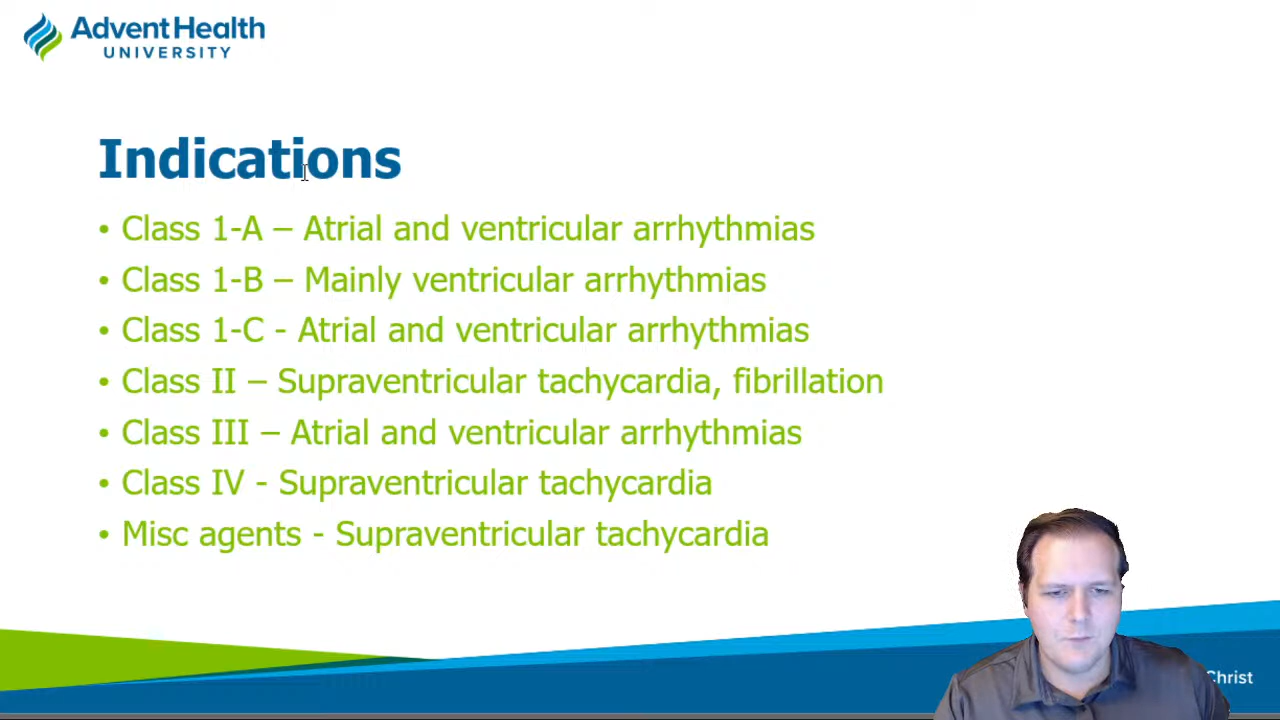 AdventHealth
UNIVERSITY
Indications
• Class 1-A – Atrial and ventricular arrhythmias
• Class 1-B – Mainly ventricular arrhythmias
• Class 1-C - Atrial and ventricular arrhythmias
• Class II – Supraventricular tachycardia, fibrillation
• Class III – Atrial and ventricular arrhythmias
• Class IV - Supraventricular tachycardia
• Misc agents - Supraventricular tachycardia
Christ